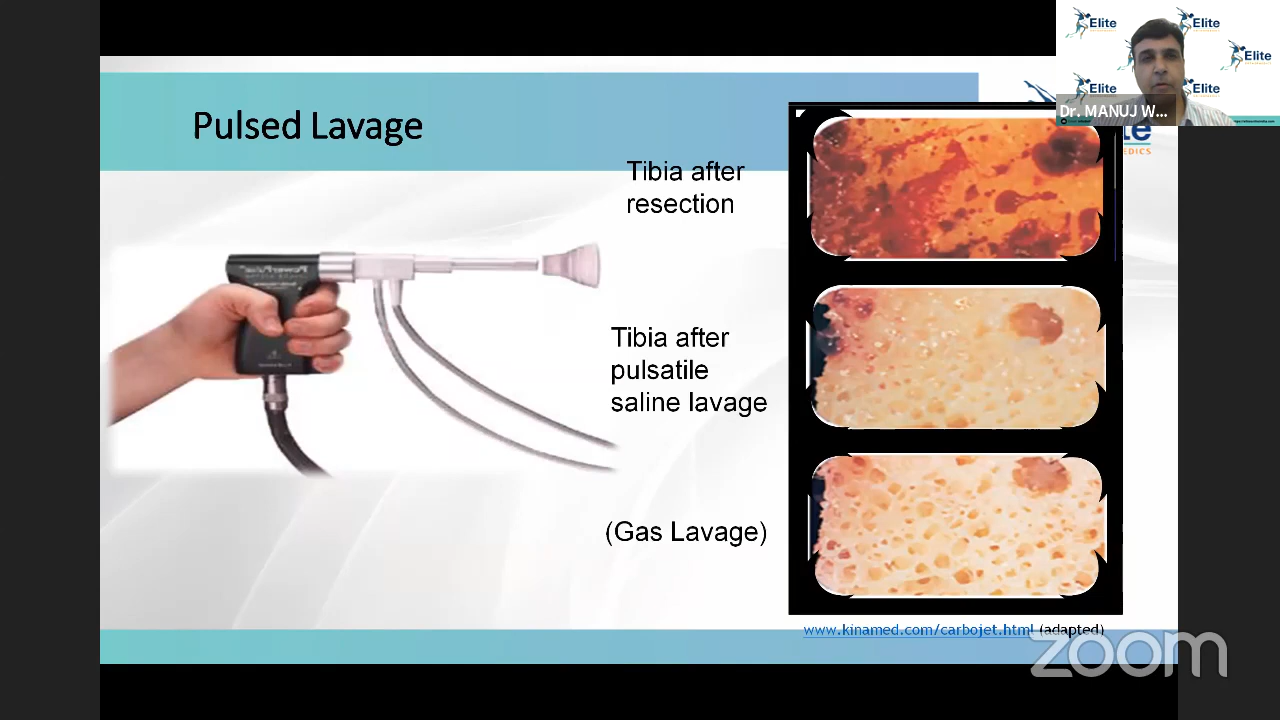 Pulsed Lavage
Tibia after
resection
Tibia after
pulsatile
saline lavage
(Gas Lavage)
www.kinamed.com/carbojet.html (adapted)
zoom
Elite
Elite
Elite
Elite
Elite
Dr. MANUJ W...
EDICS